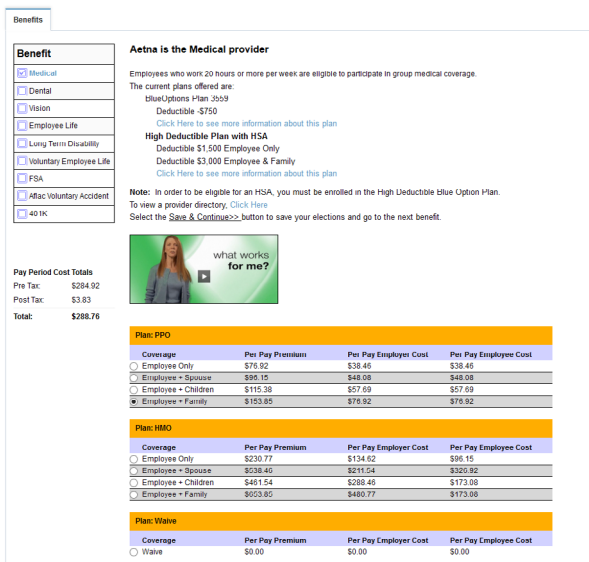 Benefits
Benefit
Medical
Dental
Vision
Employee Life
Long Term Disability
Voluntary Employee Life
FSA
Aflac Voluntary Accident
401K
Pay Period Cost Totals
Pre Tax: $284.92
Post Tax: $3.83
Total: $288.76
Aetna is the Medical provider
Employees who work 20 hours or more per week are eligible to participate in group medical coverage.
The current plans offered are:
BlueOptions Plan 3559
Deductible -$750
Click Here to see more information about this plan
High Deductible Plan with HSA
Deductible $1,500 Employee Only
Deductible $3,000 Employee & Family
Click Here to see more information about this plan
Note: In order to be eligible for an HSA, you must be enrolled in the High Deductible Blue Option Plan.
To view a provider directory, Click Here
Select the Save & Continue>> button to save your elections and go to the next benefit.
what works
for me?
Plan: PPO
Coverage Per Pay Premium Per Pay Employer Cost Per Pay Employee Cost
Employee Only $76.92 $38.46 $38.46
Employee + Spouse $96.15 $48.08 $48.08
Employee + Children $115.38 $57.69 $57.69
Employee + Family $153.85 $76.92 $76.92
Plan: HMO
Coverage Per Pay Premium Per Pay Employer Cost Per Pay Employee Cost
Employee Only $230.77 $134.62 $96.15
Employee + Spouse $538.46 $211.54 $326.92
Employee + Children $461.54 $288.46 $173.08
Employee + Family $653.85 $480.77 $173.08
Plan: Waive
Coverage Per Pay Premium Per Pay Employer Cost Per Pay Employee Cost
Waive $0.00 $0.00 $0.00